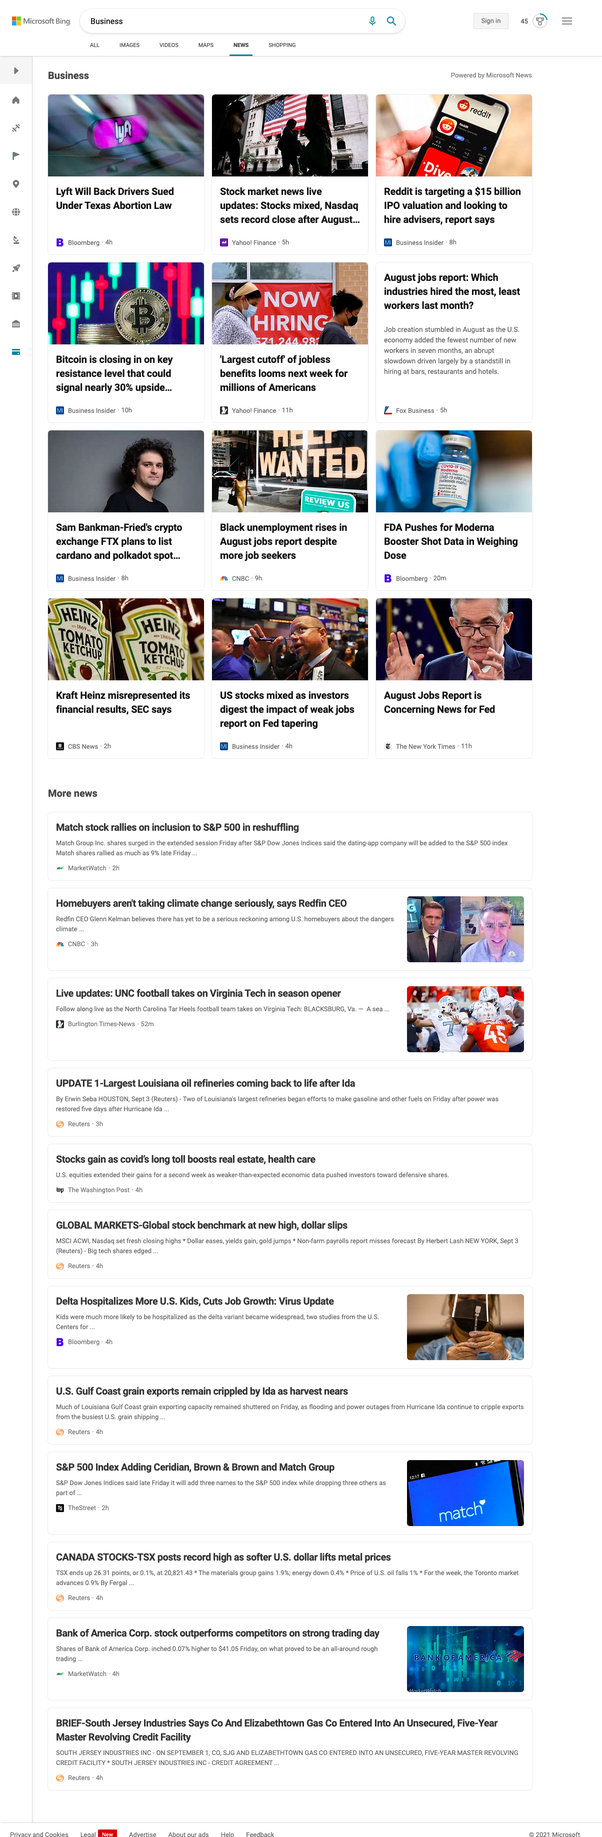 Microsoft Bing
Business
Sign in
45
ALL IMAGES VIDEOS MAPS NEWS SHOPPING
Business
Powered by Microsoft News
Lyft Will Back Drivers Sued
Under Texas Abortion Law
Bloomberg · 4h
Stock market news live
updates: Stocks mixed, Nasdaq
sets record close after August...
Yahoo! Finance · 5h
reddit
Dive
Reddit is targeting a $15 billion
IPO valuation and looking to
hire advisers, report says
Business Insider · 8h
Bitcoin is closing in on key
resistance level that could
signal nearly 30% upside...
Business Insider · 10h
NOW
HIRING
'Largest cutoff' of jobless
benefits looms next week for
millions of Americans
Yahoo! Finance · 11h
August jobs report: Which
industries hired the most, least
workers last month?
Job creation stumbled in August as the U.S.
economy added the fewest number of new
workers in seven months, an abrupt
slowdown driven largely by a standstill in
hiring at bars, restaurants and hotels.
Fox Business · 5h
Sam Bankman-Fried's crypto
exchange FTX plans to list
cardano and polkadot spot...
Business Insider · 8h
HELP
WANTED
REVIEW US
Black unemployment rises in
August jobs report despite
more job seekers
CNBC · 9h
FDA Pushes for Moderna
Booster Shot Data in Weighing
Dose
Bloomberg · 20m
HEINZ
TOMATO
KETCHUP
HEINZ
TOMATO
KETCHUP
Kraft Heinz misrepresented its
financial results, SEC says
CBS News · 2h
US stocks mixed as investors
digest the impact of weak jobs
report on Fed tapering
Business Insider · 4h
August Jobs Report is
Concerning News for Fed
The New York Times · 11h
More news
Match stock rallies on inclusion to S&P 500 in reshuffling
Match Group Inc. shares surged in the extended session Friday after S&P Dow Jones Indices said the dating-app company will be added to the S&P 500 index
Match shares rallied as much as 9% late Friday ...
MarketWatch · 2h
Homebuyers aren't taking climate change seriously, says Redfin CEO
Redfin CEO Glenn Kelman believes there has yet to be a serious reckoning among U.S. homebuyers about the dangers
climate ...
CNBC · 3h
Live updates: UNC football takes on Virginia Tech in season opener
Follow along live as the North Carolina Tar Heels football team takes on Virginia Tech: BLACKSBURG, Va. — A sea ...
Burlington Times-News · 52m
7
45
UPDATE 1-Largest Louisiana oil refineries coming back to life after Ida
By Erwin Seba HOUSTON, Sept 3 (Reuters) - Two of Louisiana's largest refineries began efforts to make gasoline and other fuels on Friday after power was
restored five days after Hurricane Ida ...
Reuters · 3h
Stocks gain as covid's long toll boosts real estate, health care
U.S. equities extended their gains for a second week as weaker-than-expected economic data pushed investors toward defensive shares.
The Washington Post · 4h
GLOBAL MARKETS-Global stock benchmark at new high, dollar slips
MSCI ACWI, Nasdaq set fresh closing highs * Dollar eases, yields gain, gold jumps * Non-farm payrolls report misses forecast By Herbert Lash NEW YORK, Sept 3
(Reuters) - Big tech shares edged ...
Reuters · 4h
Delta Hospitalizes More U.S. Kids, Cuts Job Growth: Virus Update
Kids were much more likely to be hospitalized as the delta variant became widespread, two studies from the U.S.
Centers for ...
Bloomberg · 4h
U.S. Gulf Coast grain exports remain crippled by Ida as harvest nears
Much of Louisiana Gulf Coast grain exporting capacity remained shuttered on Friday, as flooding and power outages from Hurricane Ida continue to cripple exports
from the busiest U.S. grain shipping ...
Reuters · 4h
S&P 500 Index Adding Ceridian, Brown & Brown and Match Group
S&P Dow Jones Indices said late Friday it will add three names to the S&P 500 index while dropping three others as
part of ...
TheStreet · 2h
match
CANADA STOCKS-TSX posts record high as softer U.S. dollar lifts metal prices
TSX ends up 26.31 points, or 0.1%, at 20,821.43 * The materials group gains 1.9%; energy down 0.4% * Price of U.S. oil falls 1% * For the week, the Toronto market
advances 0.9% By Fergal ...
Reuters · 4h
Bank of America Corp. stock outperforms competitors on strong trading day
Shares of Bank of America Corp. inched 0.07% higher to $41.05 Friday, on what proved to be an all-around rough
trading ...
MarketWatch · 4h
BANK OF AMERICA
MarketWatch
BRIEF-South Jersey Industries Says Co And Elizabethtown Gas Co Entered Into An Unsecured, Five-Year
Master Revolving Credit Facility
SOUTH JERSEY INDUSTRIES INC - ON SEPTEMBER 1, CO, SJG AND ELIZABETHTOWN GAS CO ENTERED INTO AN UNSECURED, FIVE-YEAR MASTER REVOLVING
CREDIT FACILITY * SOUTH JERSEY INDUSTRIES INC - CREDIT AGREEMENT ...
Reuters · 4h
Privacy and Cookies Legal New Advertise About our ads Help Feedback © 2021 Microsoft